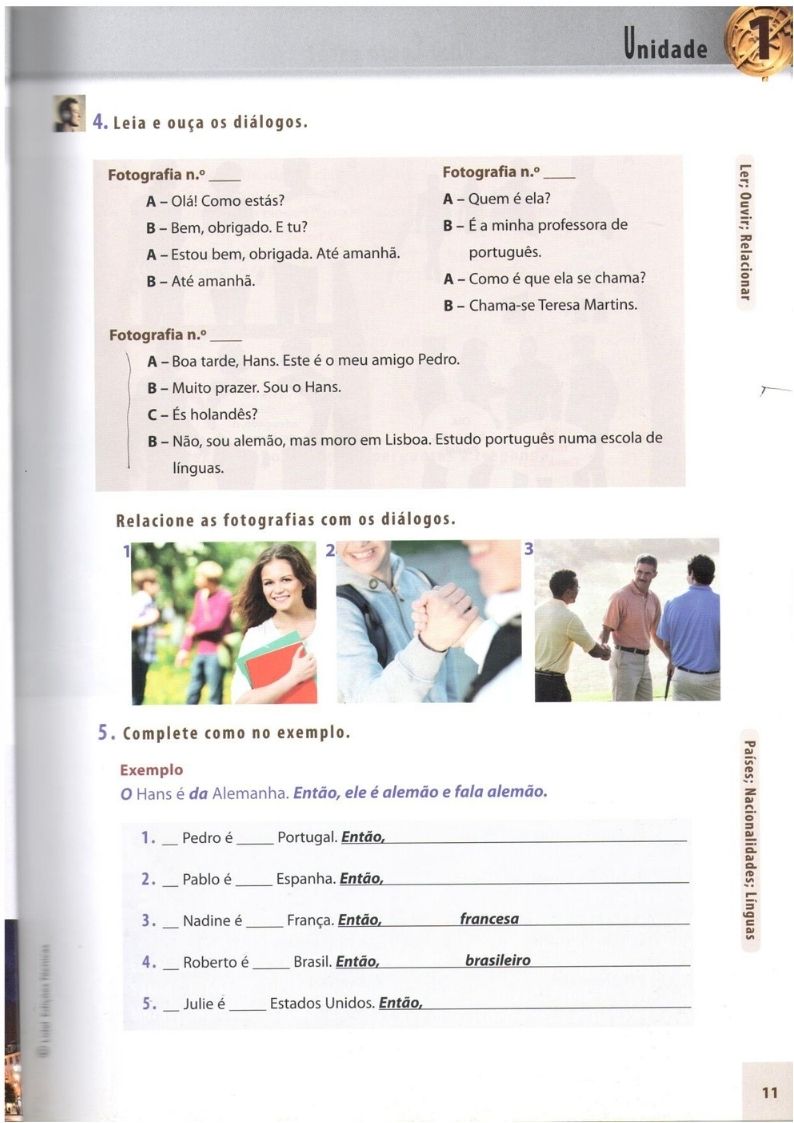 Unidade 1
4. Leia e ouça os diálogos.
Fotografia n.º ____
A – Olá! Como estás?
B – Bem, obrigado. E tu?
A – Estou bem, obrigada. Até amanhã.
B – Até amanhã.
Fotografia n.º ____
A – Quem é ela?
B – É a minha professora de
português.
A – Como é que ela se chama?
B – Chama-se Teresa Martins.
Fotografia n.º ____
A – Boa tarde, Hans. Este é o meu amigo Pedro.
B – Muito prazer. Sou o Hans.
C – És holandês?
B – Não, sou alemão, mas moro em Lisboa. Estudo português numa escola de
línguas.
Ler; Ouvir; Relacionar
Relacione as fotografias com os diálogos.
1 2 3
5. Complete como no exemplo.
Exemplo
O Hans é da Alemanha. Então, ele é alemão e fala alemão.
1. __ Pedro é _____ Portugal. Então,
2. __ Pablo é _____ Espanha. Então,
3. __ Nadine é _____ França. Então, francesa
4. __ Roberto é _____ Brasil. Então, brasileiro
5. __ Julie é _____ Estados Unidos. Então,
Países; Nacionalidades; Línguas
© Lidel Edições Técnicas
11